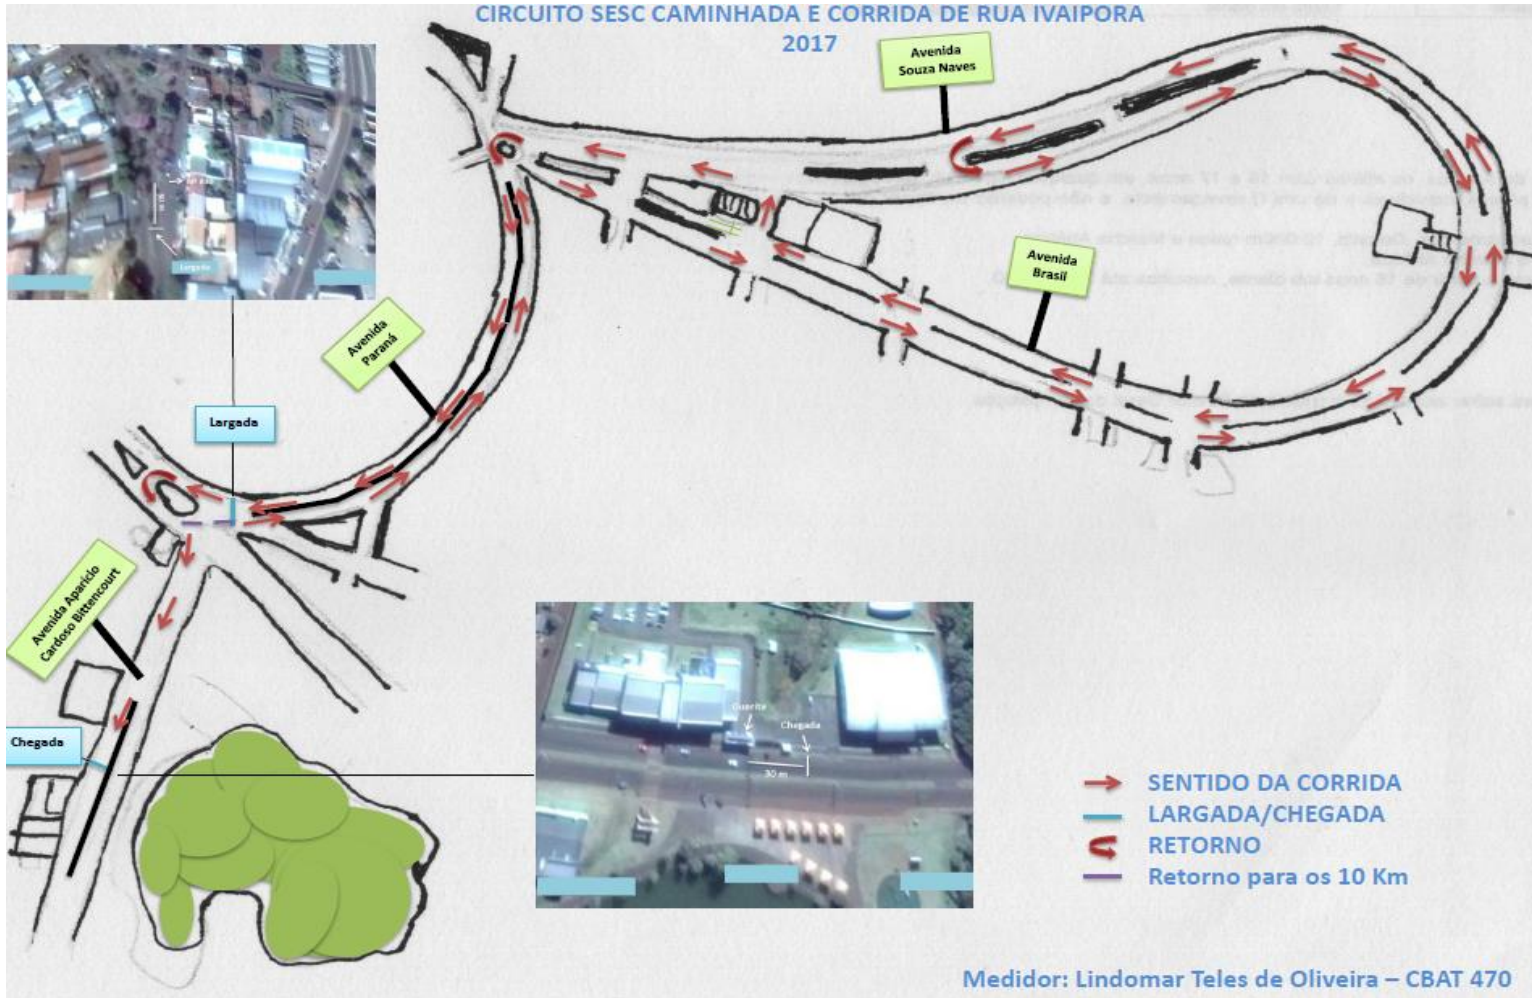 CIRCUITO SESC CAMINHADA E CORRIDA DE RUA IVAIPORA
2017
Avenida
Souza Naves
Avenida
Brasil
Avenida
Paraná
Largada
Largada
Avenida Aparício
Cardoso Bittencourt
Chegada
Guarita
Chegada
30 m
SENTIDO DA CORRIDA
LARGADA/CHEGADA
RETORNO
Retorno para os 10 Km
Medidor: Lindomar Teles de Oliveira – CBAT 470